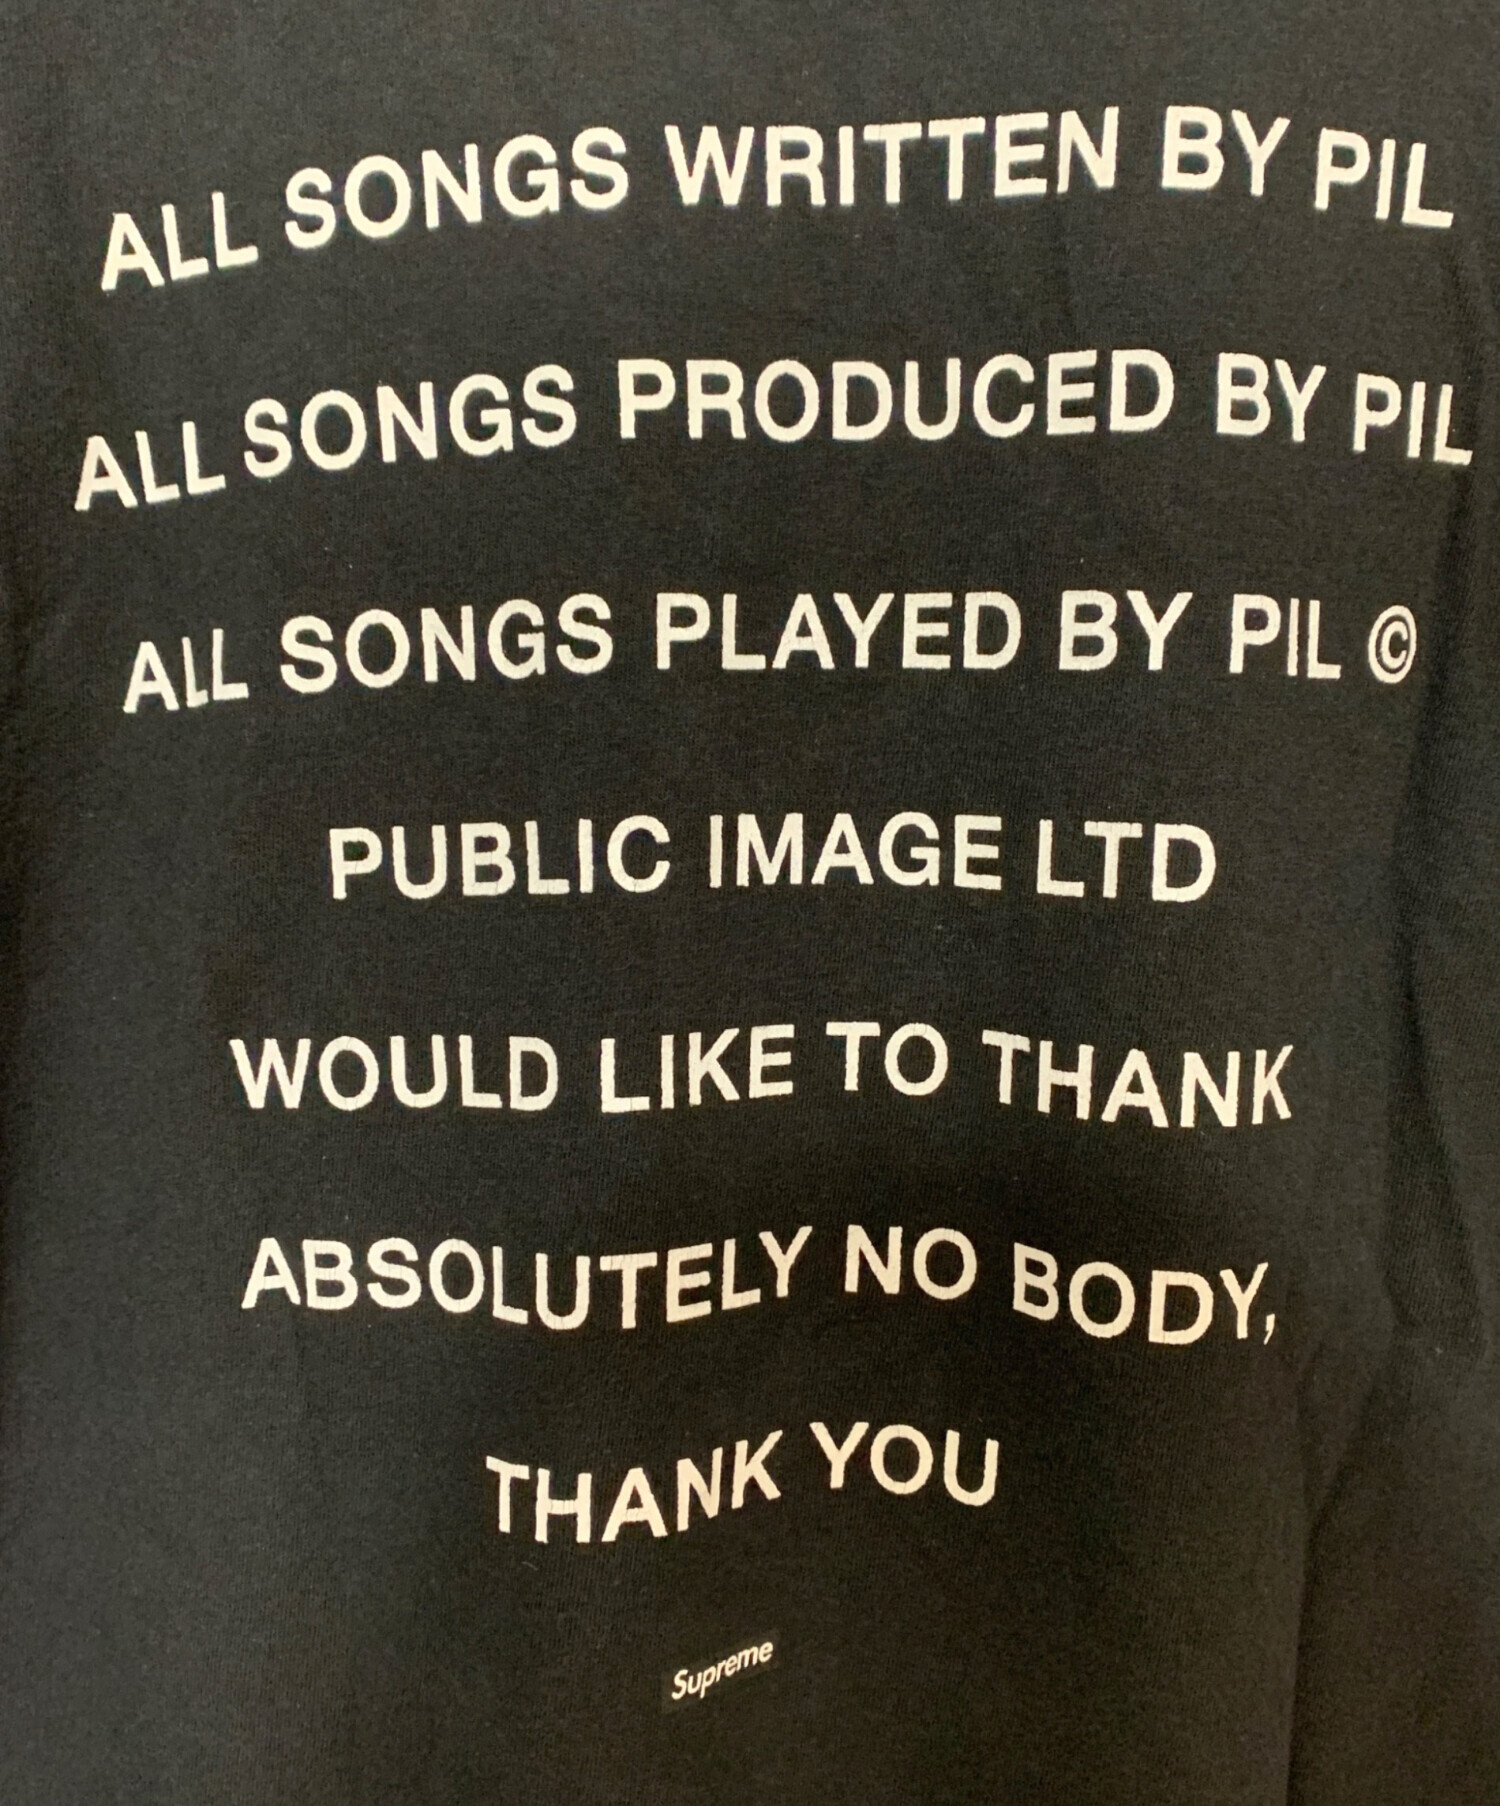 ALL SONGS WRITTEN BY PIL
ALL SONGS PRODUCED BY PIL
ALL SONGS PLAYED BY PIL ©
PUBLIC IMAGE LTD
WOULD LIKE TO THANK
ABSOLUTELY NO BODY,
THANK YOU
Supreme